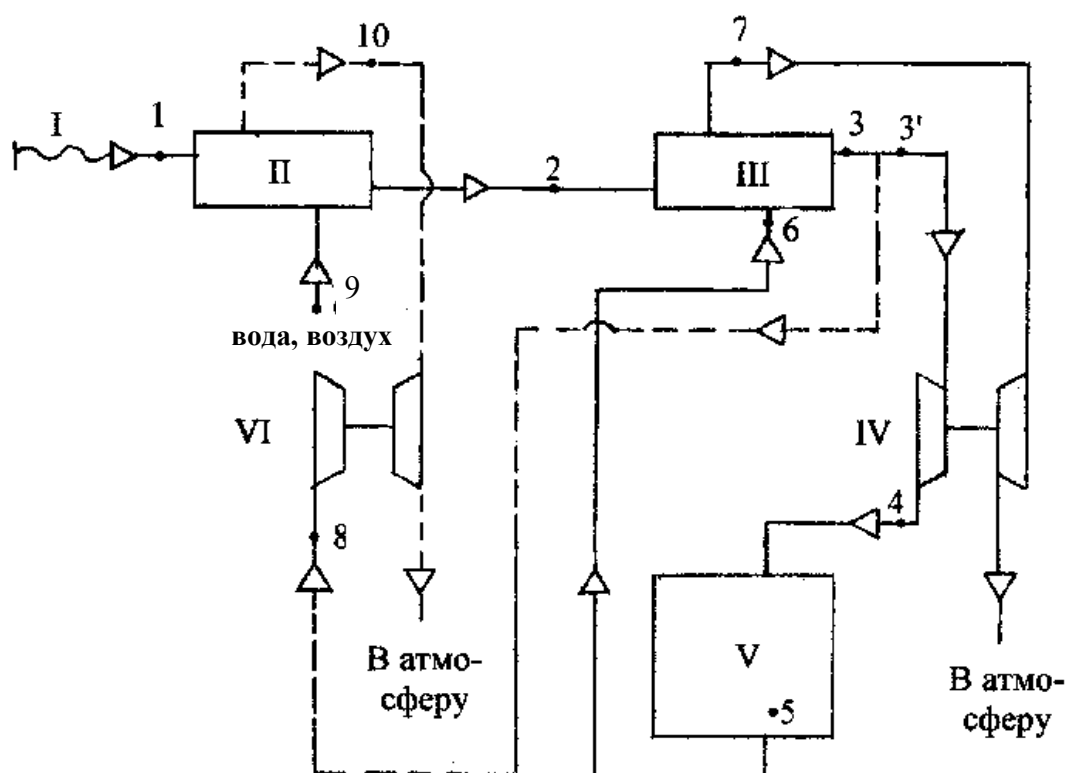 10
7
I
1
3
3'
II
2
III
6
9
вода, воздух
VI
IV
8
4
В атмо-
сферу
V
5
В атмо-
сферу